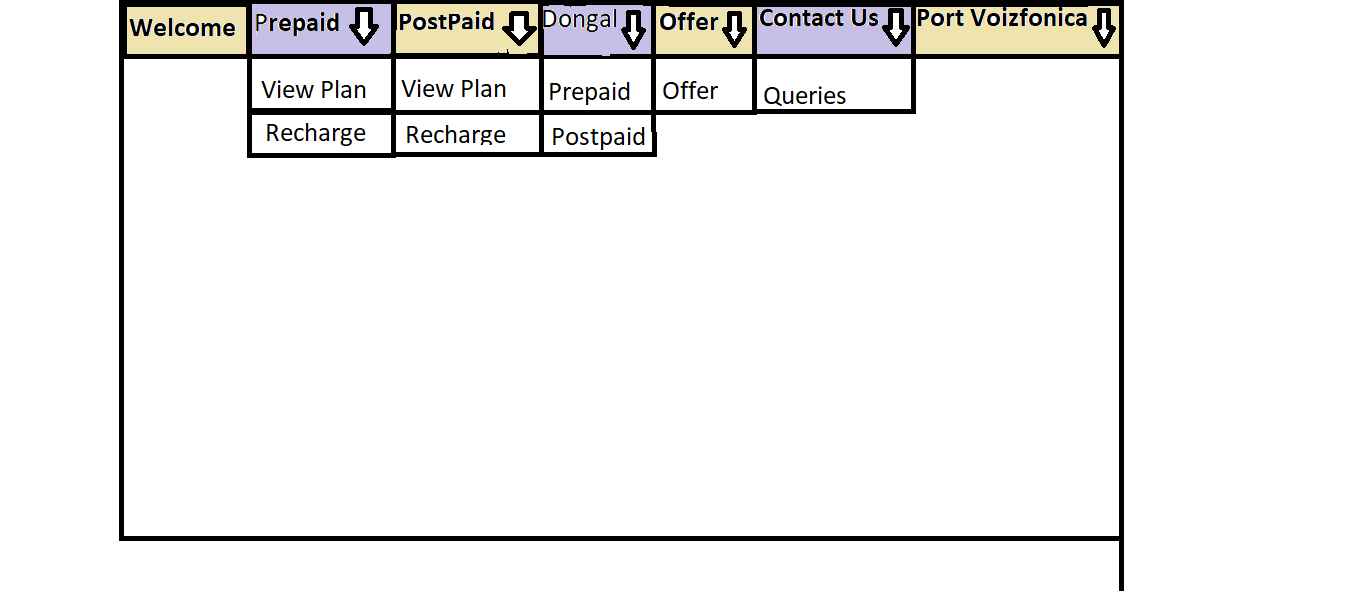 Welcome
Prepaid
PostPaid
Dongal
Offer
Contact Us
Port Voizfonica
View Plan
View Plan
Prepaid
Offer
Queries
Recharge
Recharge
Postpaid